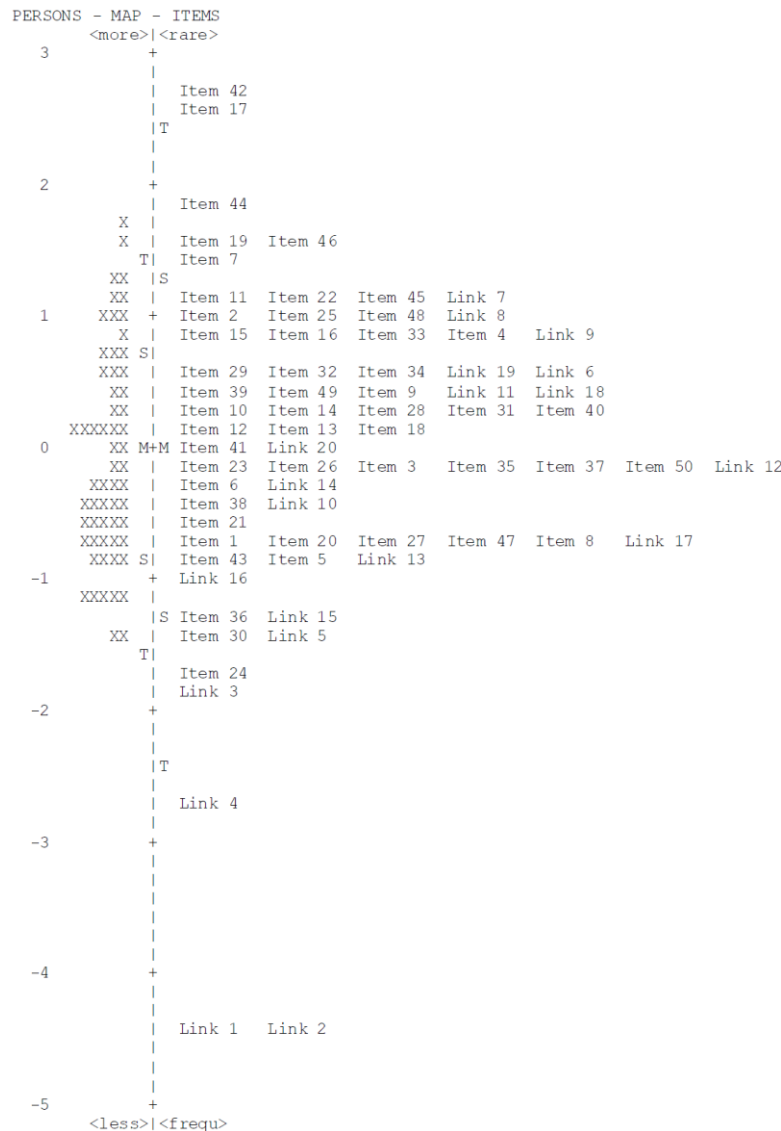 PERSONS - MAP - ITEMS
<more>|<rare>
3 +
|
| Item 42
| Item 17
|T
|
|
2 +
| Item 44
X |
X | Item 19 Item 46
T| Item 7
XX |S
XX | Item 11 Item 22 Item 45 Link 7
1 XXX + Item 2 Item 25 Item 48 Link 8
X | Item 15 Item 16 Item 33 Item 4 Link 9
XXX S|
XXX | Item 29 Item 32 Item 34 Link 19 Link 6
XX | Item 39 Item 49 Item 9 Link 11 Link 18
XX | Item 10 Item 14 Item 28 Item 31 Item 40
XXXXXX | Item 12 Item 13 Item 18
0 XX M+M Item 41 Link 20
XX | Item 23 Item 26 Item 3 Item 35 Item 37 Item 50 Link 12
XXXX | Item 6 Link 14
XXXXX | Item 38 Link 10
XXXXX | Item 21
XXXXX | Item 1 Item 20 Item 27 Item 47 Item 8 Link 17
XXXX S| Item 43 Item 5 Link 13
-1 + Link 16
XXXXX |
|S Item 36 Link 15
XX | Item 30 Link 5
T|
| Item 24
| Link 3
-2 +
|
|
|T
|
| Link 4
|
-3 +
|
|
|
|
|
|
-4 +
|
|
| Link 1 Link 2
|
|
|
-5 +
<less>|<frequ>